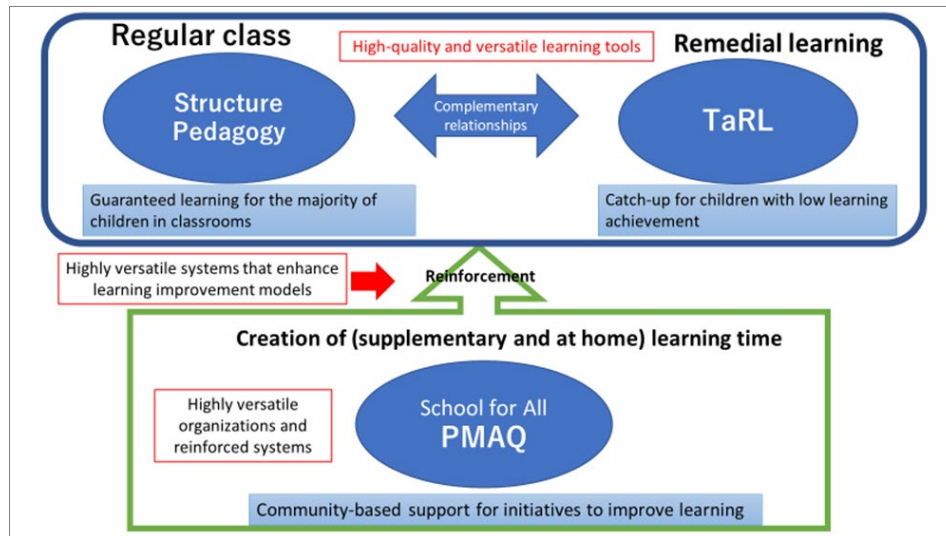 Regular class
High-quality and versatile learning tools
Remedial learning
Structure
Pedagogy
Complementary
relationships
TaRL
Guaranteed learning for the majority of
children in classrooms
Catch-up for children with low learning
achievement
Highly versatile systems that enhance
learning improvement models
Reinforcement
Creation of (supplementary and at home) learning time
Highly versatile
organizations and
reinforced systems
School for All
PMAQ
Community-based support for initiatives to improve learning